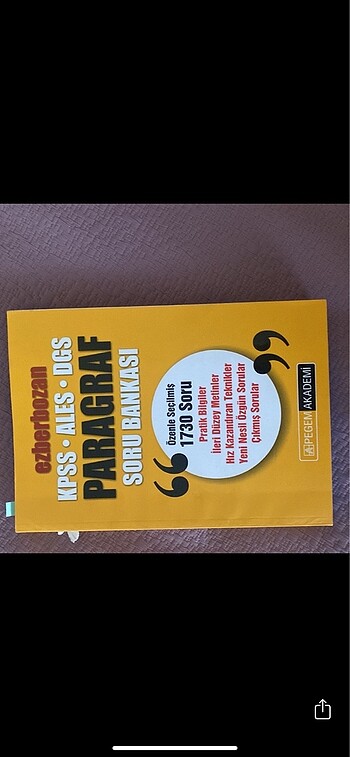 ezberbozan
KPSS • ALES • DGS
PARAGRAF
SORU BANKASI
Özenle Seçilmiş
1730 Soru
Pratik Bilgiler
İleri Düzey Metinler
Hız Kazandıran Teknikler
Yeni Nesil Özgün Sorular
Çıkmış Sorular
PEGEM AKADEMİ